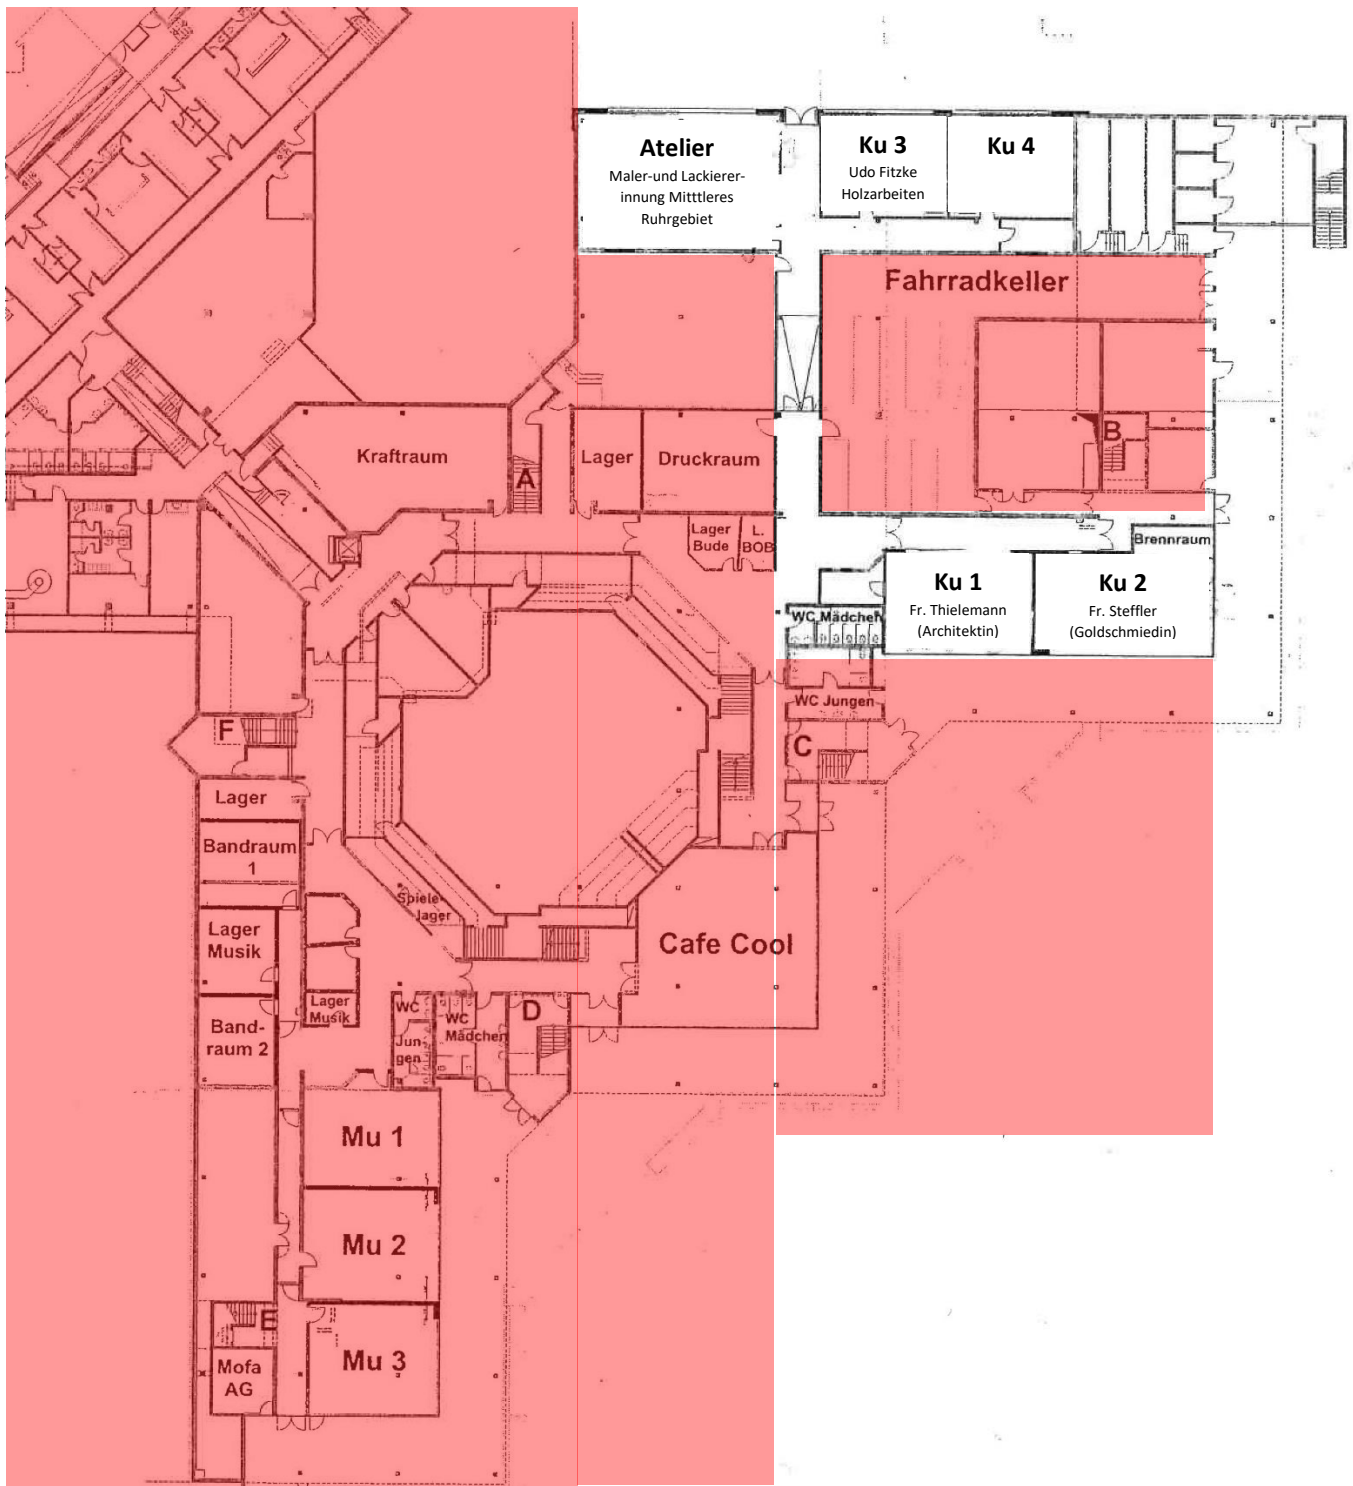 Atelier
Maler-und Lackierer-
innung Mitttleres
Ruhrgebiet
Ku 3
Udo Fitzke
Holzarbeiten
Ku 4
Fahrradkeller
B
Kraftraum
A
Lager
Druckraum
Lager
Bude
L.
BOB
Brennraum
Ku 1
Fr. Thielemann
(Architektin)
Ku 2
Fr. Steffler
(Goldschmiedin)
WC Mädchen
WC Jungen
C
F
Lager
Bandraum
1
Spiele-
lager
Lager
Musik
Cafe Cool
Lager
Musik
WC
Jun-
gen
WC
Mädchen
D
Band-
raum 2
Mu 1
Mu 2
E
Mu 3
Mofa
AG